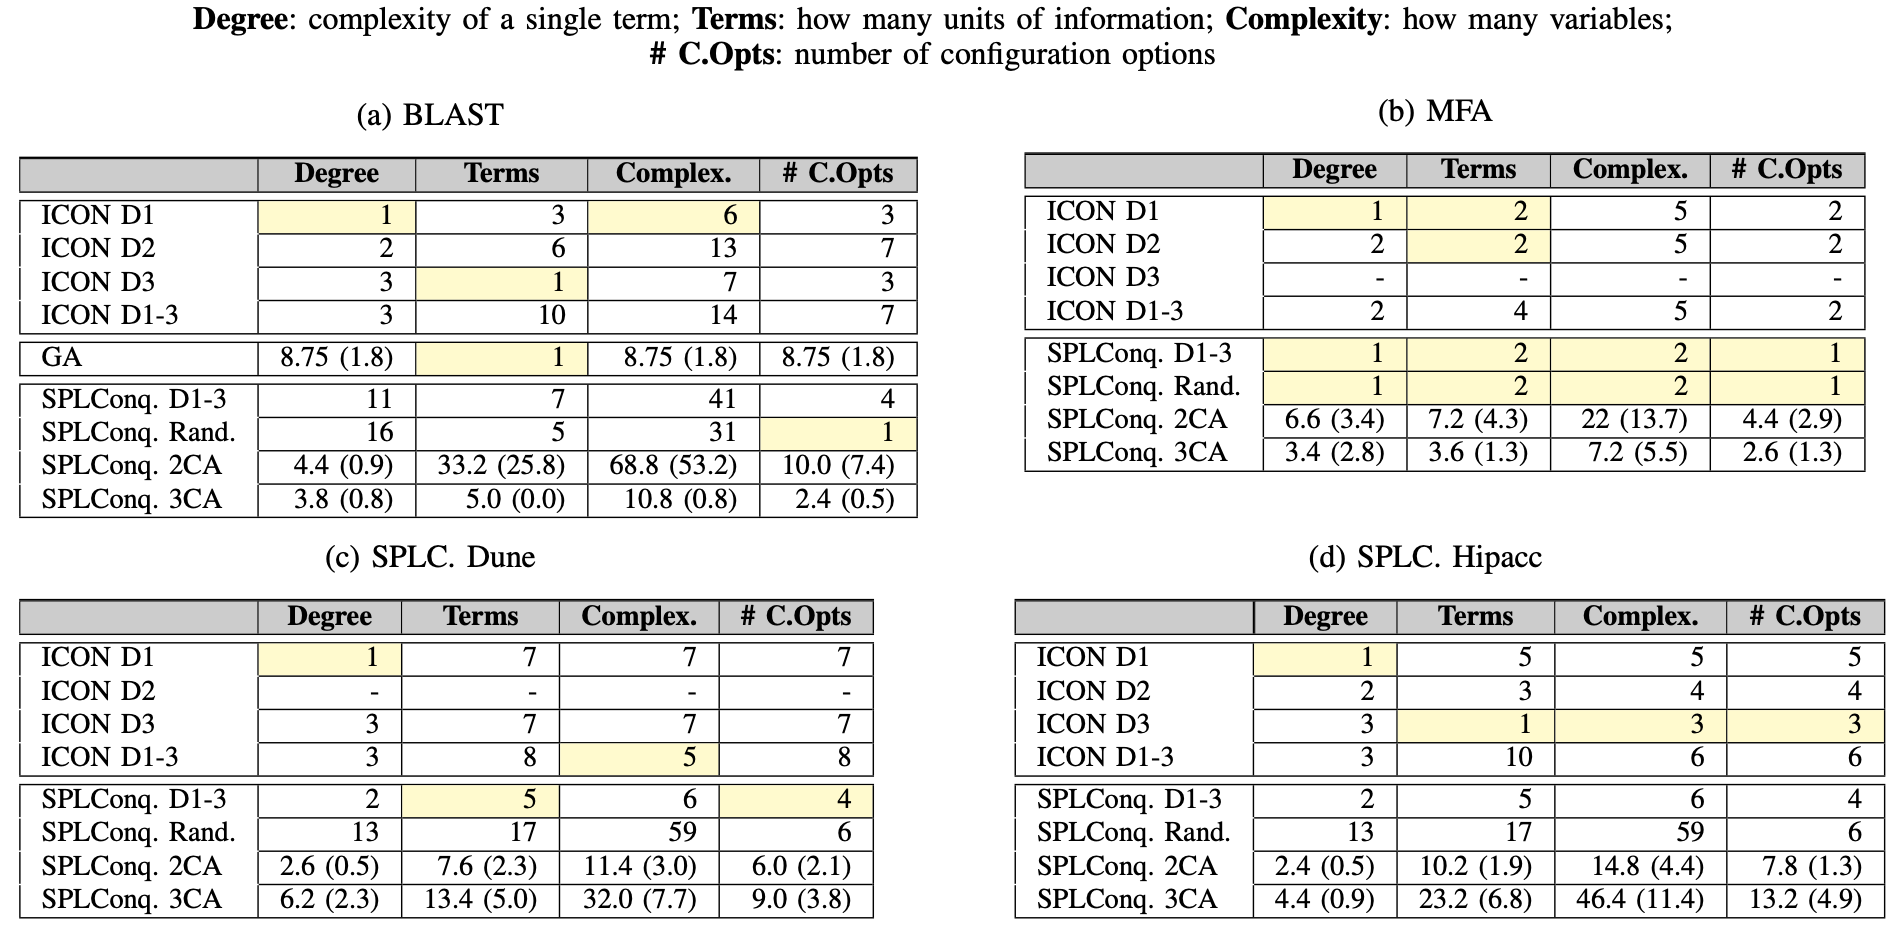 Degree: complexity of a single term; Terms: how many units of information; Complexity: how many variables;
# C.Opts: number of configuration options
(a) BLAST
Degree Terms Complex. # C.Opts
ICON D1 1 3 6 3
ICON D2 2 6 13 7
ICON D3 3 1 7 3
ICON D1-3 3 10 14 7
GA 8.75 (1.8) 1 8.75 (1.8) 8.75 (1.8)
SPLConq. D1-3 11 7 41 4
SPLConq. Rand. 16 5 31 1
SPLConq. 2CA 4.4 (0.9) 33.2 (25.8) 68.8 (53.2) 10.0 (7.4)
SPLConq. 3CA 3.8 (0.8) 5.0 (0.0) 10.8 (0.8) 2.4 (0.5)
(b) MFA
Degree Terms Complex. # C.Opts
ICON D1 1 2 5 2
ICON D2 2 2 5 2
ICON D3 - - - -
ICON D1-3 2 4 5 2
SPLConq. D1-3 1 2 2 1
SPLConq. Rand. 1 2 2 1
SPLConq. 2CA 6.6 (3.4) 7.2 (4.3) 22 (13.7) 4.4 (2.9)
SPLConq. 3CA 3.4 (2.8) 3.6 (1.3) 7.2 (5.5) 2.6 (1.3)
(c) SPLC. Dune
Degree Terms Complex. # C.Opts
ICON D1 1 7 7 7
ICON D2 - - - -
ICON D3 3 7 7 7
ICON D1-3 3 8 5 8
SPLConq. D1-3 2 5 6 4
SPLConq. Rand. 13 17 59 6
SPLConq. 2CA 2.6 (0.5) 7.6 (2.3) 11.4 (3.0) 6.0 (2.1)
SPLConq. 3CA 6.2 (2.3) 13.4 (5.0) 32.0 (7.7) 9.0 (3.8)
(d) SPLC. Hipacc
Degree Terms Complex. # C.Opts
ICON D1 1 5 5 5
ICON D2 2 3 4 4
ICON D3 3 1 3 3
ICON D1-3 3 10 6 6
SPLConq. D1-3 2 5 6 4
SPLConq. Rand. 13 17 59 6
SPLConq. 2CA 2.4 (0.5) 10.2 (1.9) 14.8 (4.4) 7.8 (1.3)
SPLConq. 3CA 4.4 (0.9) 23.2 (6.8) 46.4 (11.4) 13.2 (4.9)